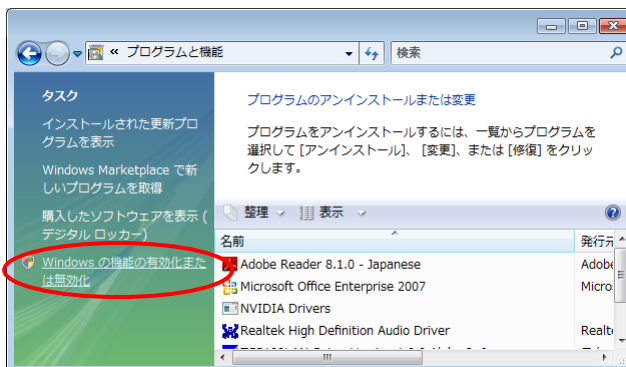 « プログラムと機能
検索
タスク
インストールされた更新プロ
グラムを表示
Windows Marketplace で新
しいプログラムを取得
購入したソフトウェアを表示 (
デジタル ロッカー)
Windows の機能の有効化また
は無効化
プログラムのアンインストールまたは変更
プログラムをアンインストールするには、一覧からプログラムを
選択して [アンインストール]、[変更]、または [修復] をクリッ
クします。
整理 表示
名前 発行元
Adobe Reader 8.1.0 - Japanese Adobe
Microsoft Office Enterprise 2007 Micros
NVIDIA Drivers
Realtek High Definition Audio Driver Realt